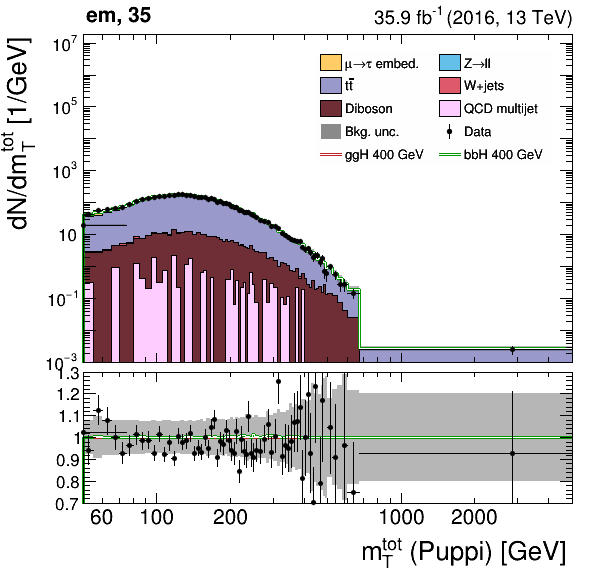 em, 35
35.9 fb⁻¹ (2016, 13 TeV)
dN/dm_T^tot [1/GeV]
10⁷
10⁵
10³
10
10⁻¹
10⁻³
μ→τ embed.
Z→ll
tt̄
W+jets
Diboson
QCD multijet
Bkg. unc.
Data
ggH 400 GeV
bbH 400 GeV
1.3
1.2
1.1
1
0.9
0.8
0.7
60 100 200 1000 2000
m_T^tot (Puppi) [GeV]